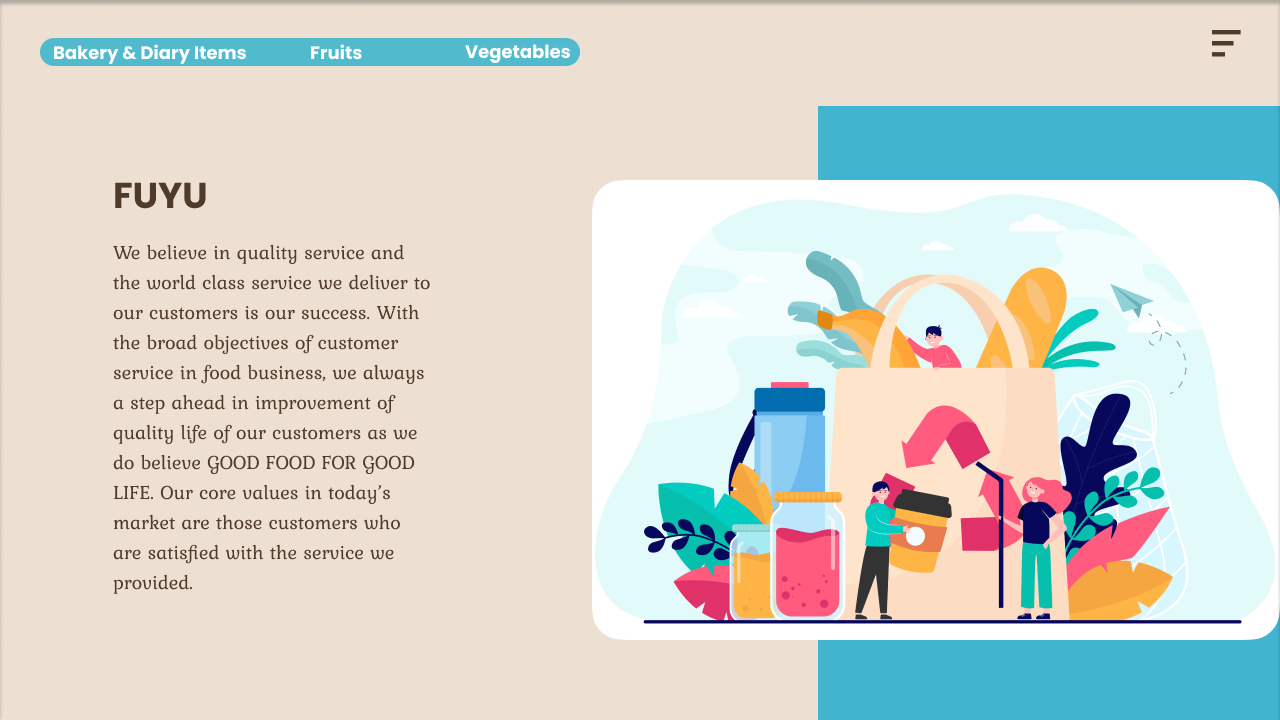 Bakery & Diary Items Fruits Vegetables
FUYU
We believe in quality service and
the world class service we deliver to
our customers is our success. With
the broad objectives of customer
service in food business, we always
a step ahead in improvement of
quality life of our customers as we
do believe GOOD FOOD FOR GOOD
LIFE. Our core values in today’s
market are those customers who
are satisfied with the service we
provided.